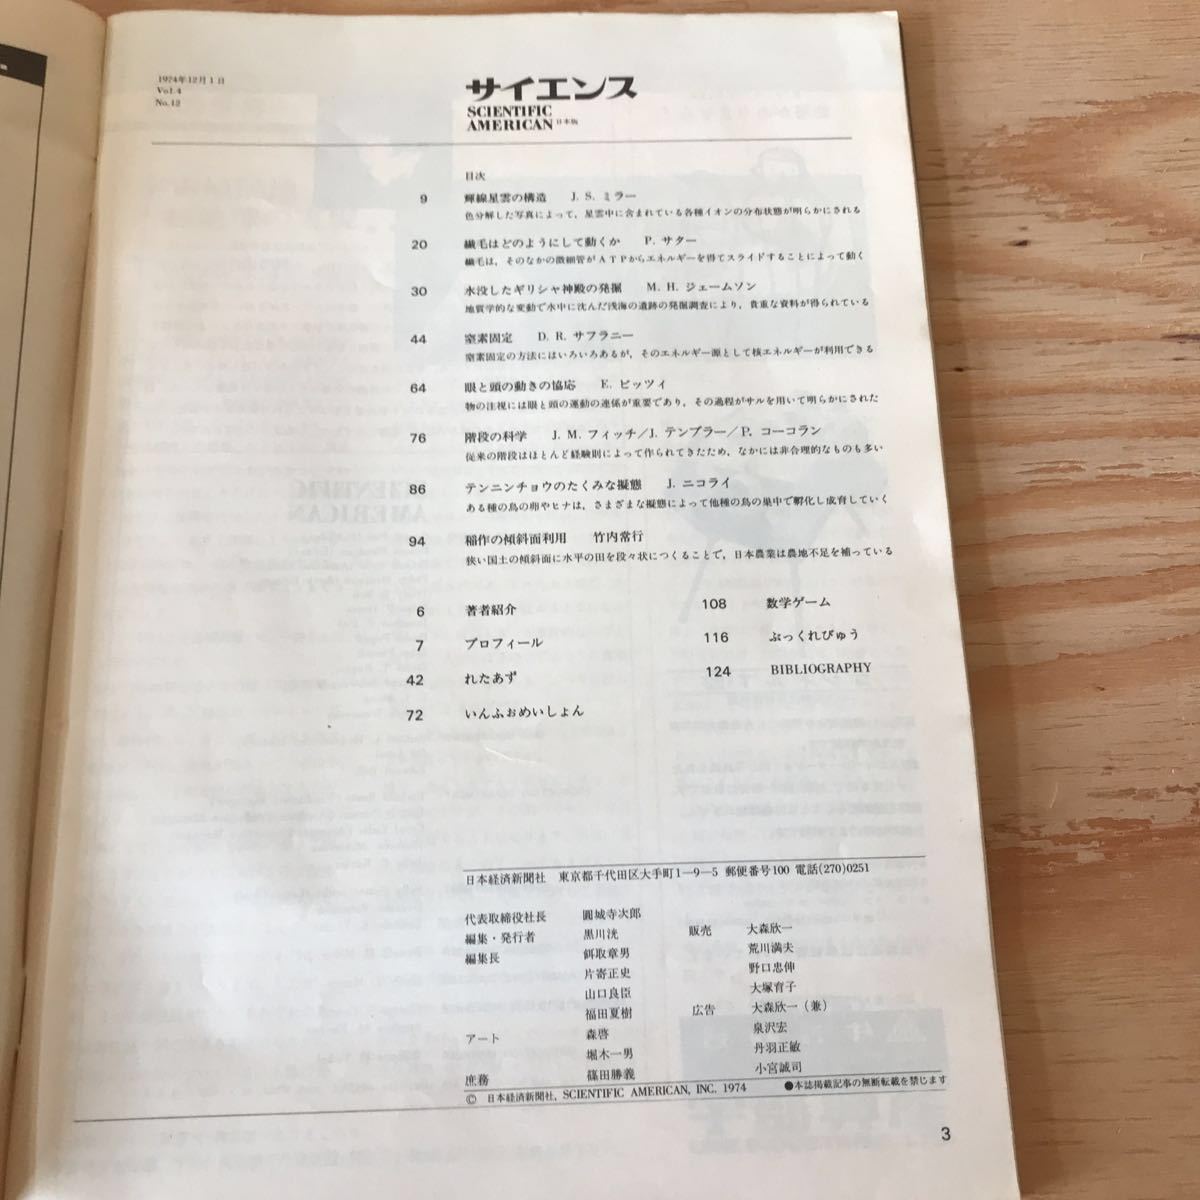 1974年12月1日
Vol.4
No.12
サイエンス
SCIENTIFIC
AMERICAN 日本版
目次
9 輝線星雲の構造 J. S. ミラー
色分解した写真によって，星雲中に含まれている各種イオンの分布状態が明らかにされる
20 繊毛はどのようにして動くか P. サター
繊毛は，そのなかの微細管がATPからエネルギーを得てスライドすることによって動く
30 水没したギリシャ神殿の発掘 M. H. ジェームソン
地質学的な変動で水中に沈んだ浅海の遺跡の発掘調査により，貴重な資料が得られている
44 窒素固定 D. R. サフラニー
窒素固定の方法にはいろいろあるが，そのエネルギー源として核エネルギーが利用できる
64 眼と頭の動きの協応 E. ビッツィ
物の注視には眼と頭の運動の連係が重要であり，その過程がサルを用いて明らかにされた
76 階段の科学 J. M. フィッチ／J. テンプラー／P. コーコラン
従来の階段はほとんど経験則によって作られてきたため，なかには非合理的なものも多い
86 テンニンチョウのたくみな擬態 J. ニコライ
ある種の鳥の卵やヒナは，さまざまな擬態によって他種の鳥の巣中で孵化し成育していく
94 稲作の傾斜面利用 竹内常行
狭い国土の傾斜面に水平の田を段々状につくることで，日本農業は農地不足を補っている
6 著者紹介
7 プロフィール
42 れたあず
72 いんふぉめいしょん
108 数学ゲーム
116 ぶっくれびゅう
124 BIBLIOGRAPHY
日本経済新聞社 東京都千代田区大手町1−9−5 郵便番号100 電話(270)0251
代表取締役社長 圓城寺次郎
編集・発行者 黒川洸
編集長 餌取章男
片寄正史
山口良臣
福田夏樹
アート 森啓
堀木一男
庶務 篠田勝義
販売 大森欣一
荒川満夫
野口忠伸
大塚育子
広告 大森欣一（兼）
泉沢宏
丹羽正敏
小宮誠司
© 日本経済新聞社, SCIENTIFIC AMERICAN, INC. 1974 ●本誌掲載記事の無断転載を禁じます
3